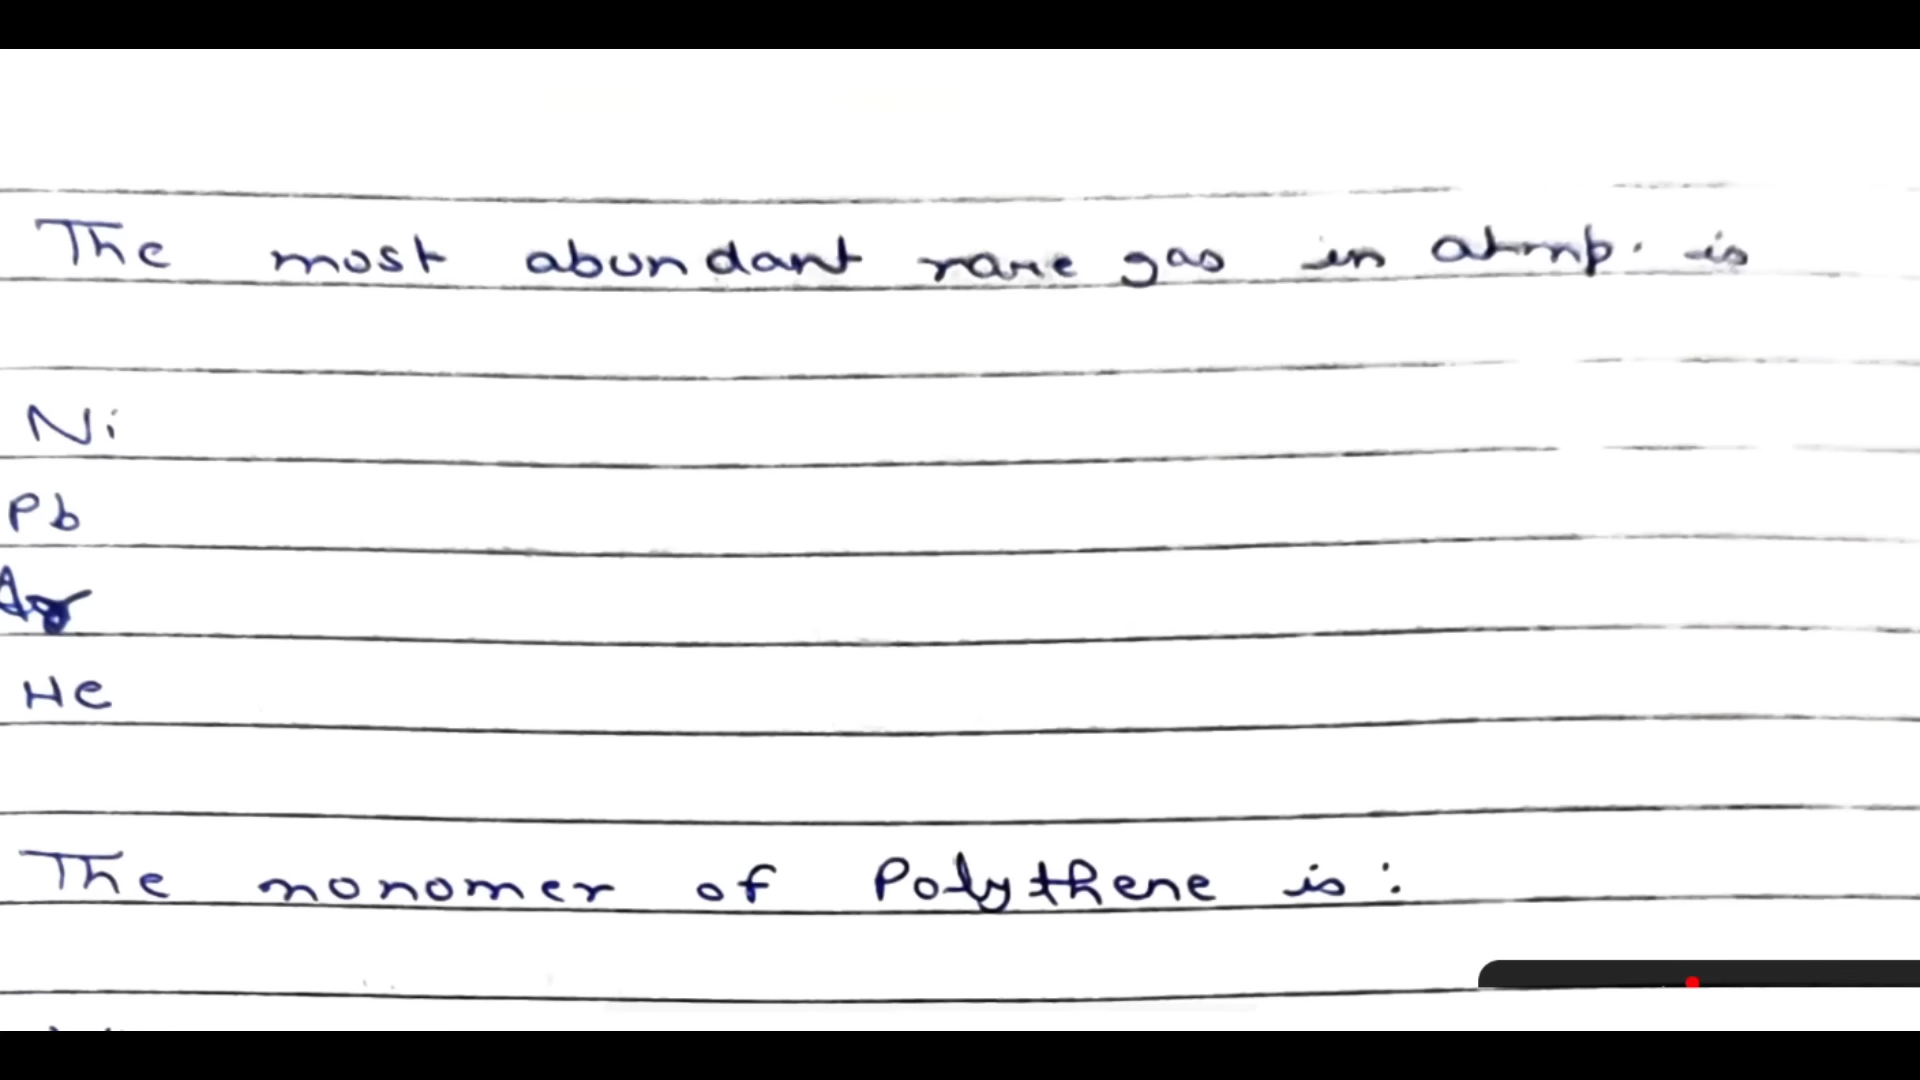 The most abundant rare gas in atmp. is
Ni
Pb
Ar
He
The monomer of Polythene is: